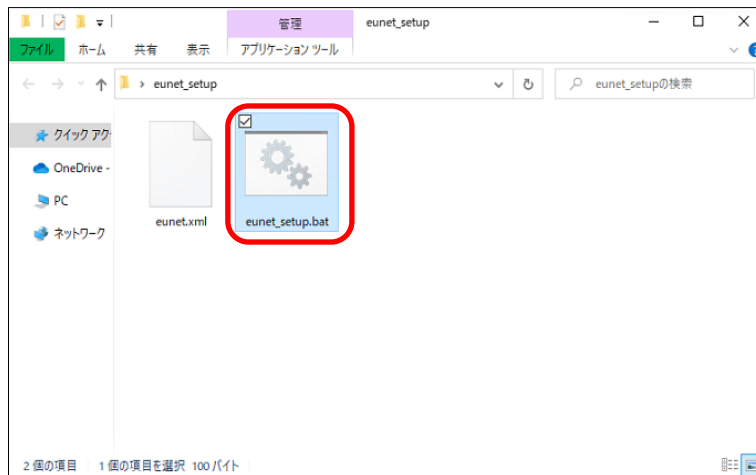 管理
eunet_setup
ファイル
ホーム
共有
表示
アプリケーション ツール
eunet_setup
eunet_setupの検索
クイック アク
OneDrive -
PC
ネットワーク
eunet.xml
eunet_setup.bat
2 個の項目
1 個の項目を選択 100 バイト